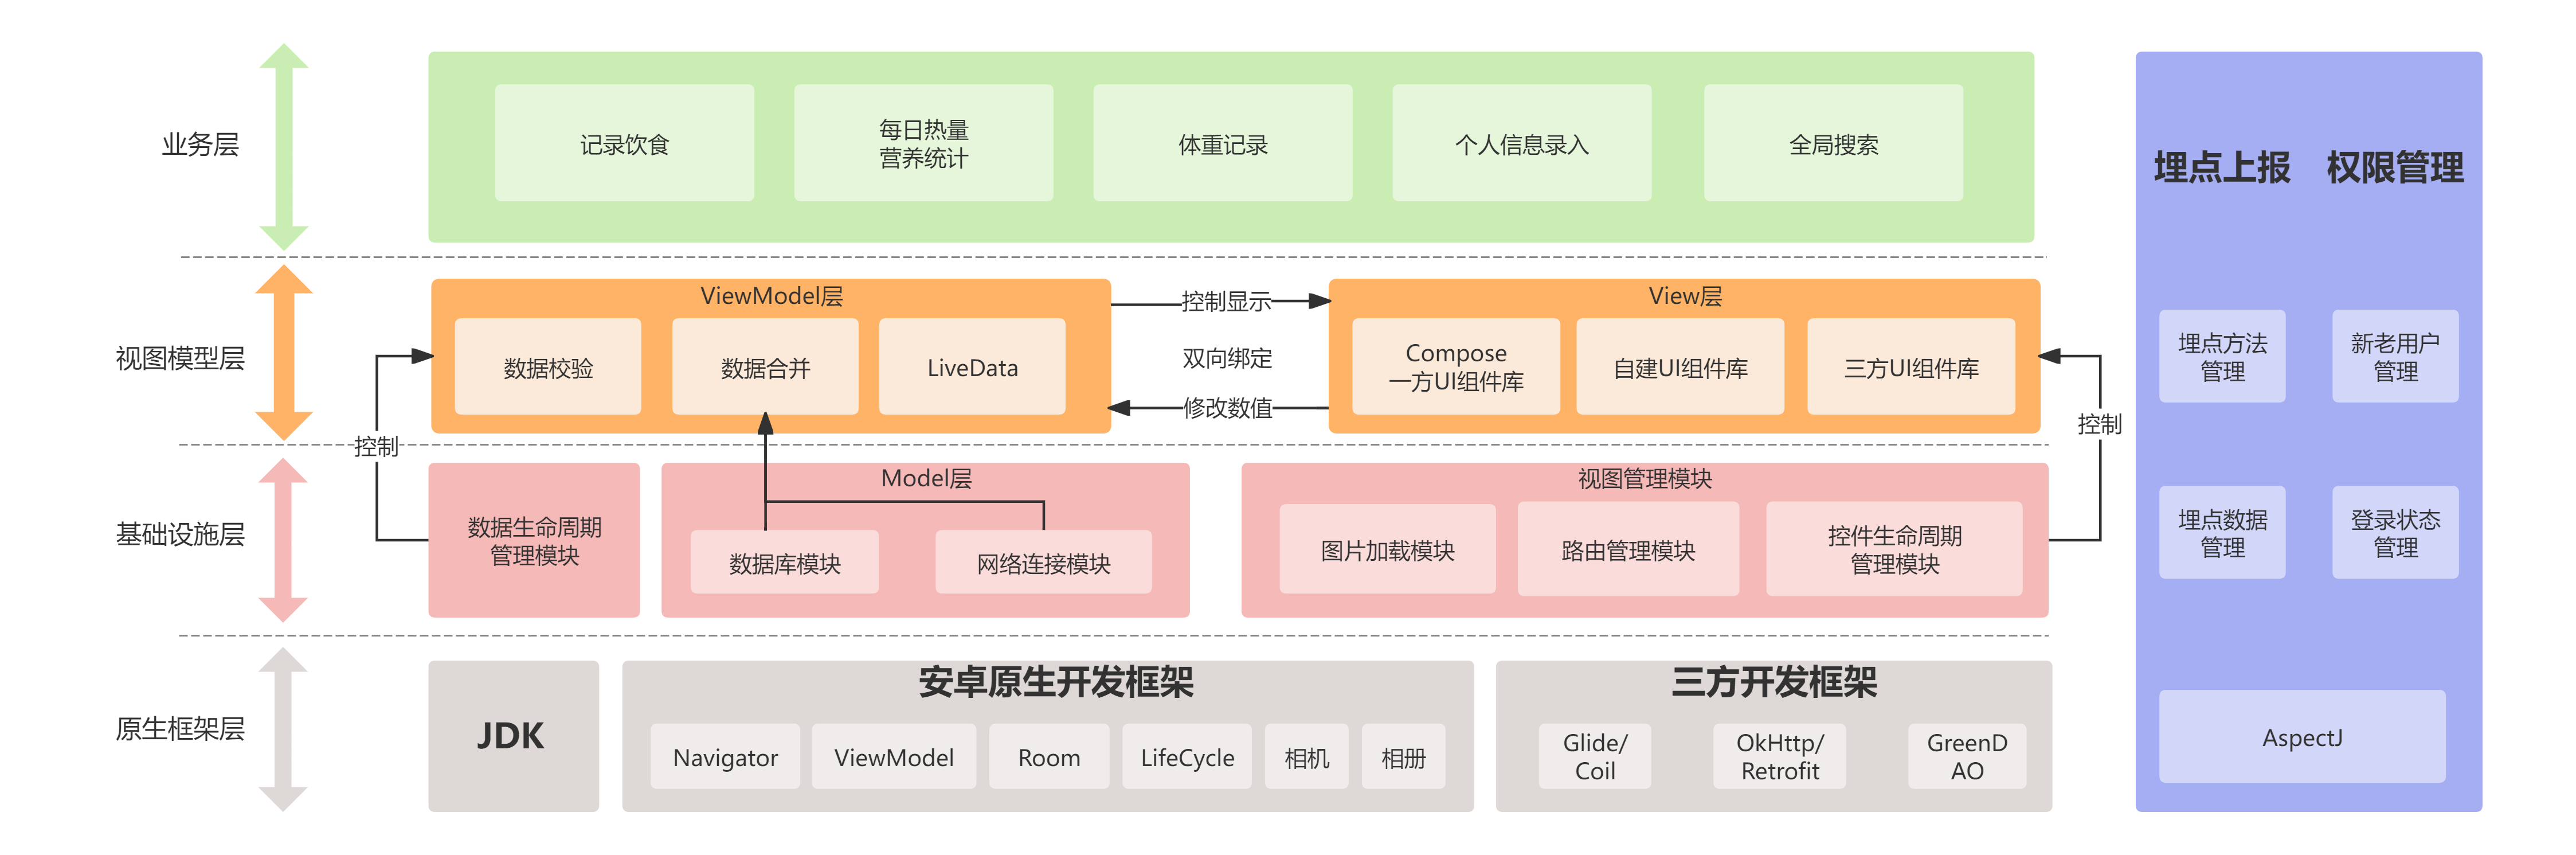 业务层
记录饮食
每日热量
营养统计
体重记录
个人信息录入
全局搜索
视图模型层
ViewModel层
数据校验
数据合并
LiveData
控制显示
双向绑定
修改数值
View层
Compose
一方UI组件库
自建UI组件库
三方UI组件库
控制
控制
基础设施层
数据生命周期
管理模块
Model层
数据库模块
网络连接模块
视图管理模块
图片加载模块
路由管理模块
控件生命周期
管理模块
原生框架层
JDK
安卓原生开发框架
Navigator
ViewModel
Room
LifeCycle
相机
相册
三方开发框架
Glide/
Coil
OkHttp/
Retrofit
GreenD
AO
埋点上报
权限管理
埋点方法
管理
新老用户
管理
埋点数据
管理
登录状态
管理
AspectJ